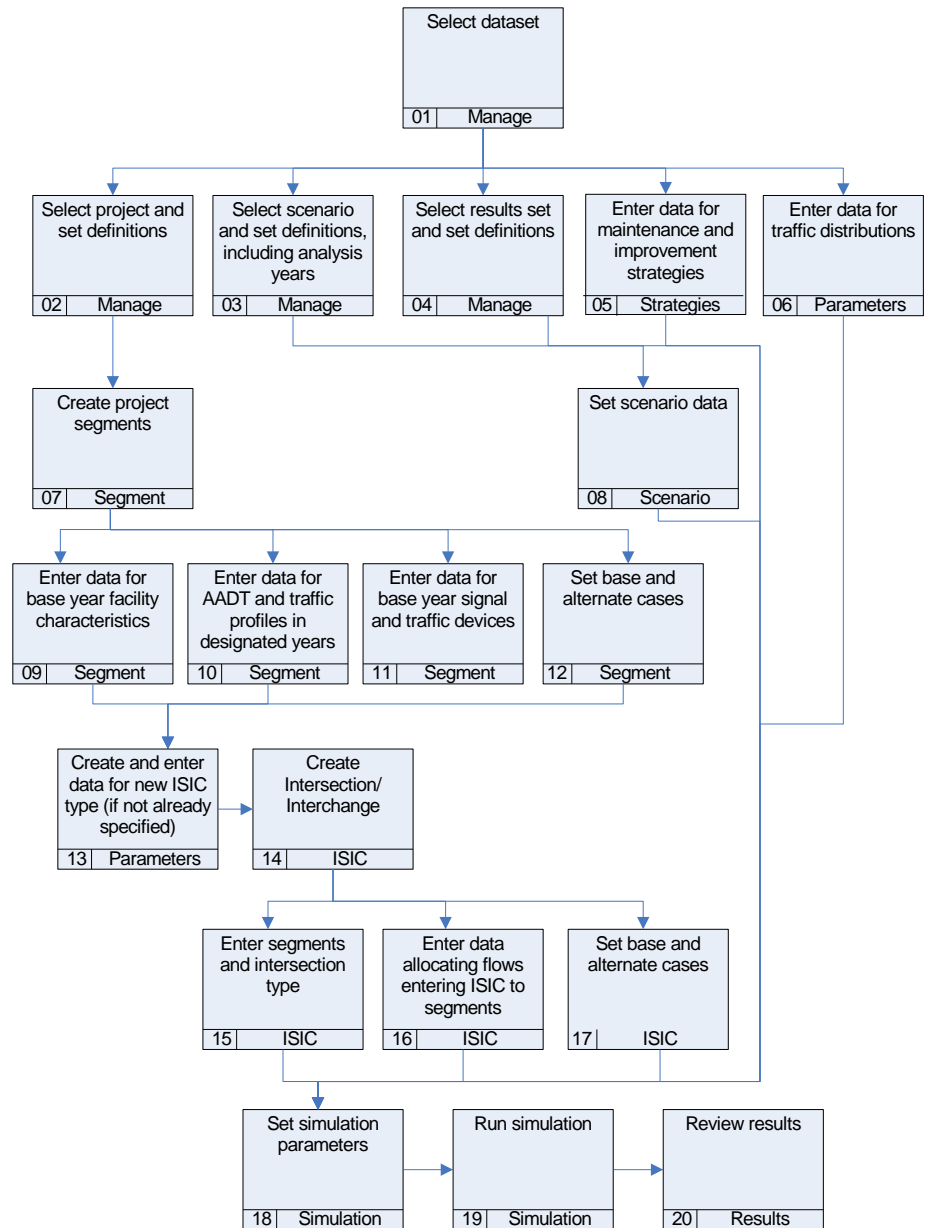 Select dataset
01 Manage
Select project and
set definitions
02 Manage
Select scenario
and set definitions,
including analysis
years
03 Manage
Select results set
and set definitions
04 Manage
Enter data for
maintenance and
improvement
strategies
05 Strategies
Enter data for
traffic distributions
06 Parameters
Create project
segments
07 Segment
Set scenario data
08 Scenario
Enter data for
base year facility
characteristics
09 Segment
Enter data for
AADT and traffic
profiles in
designated years
10 Segment
Enter data for
base year signal
and traffic devices
11 Segment
Set base and
alternate cases
12 Segment
Create and enter
data for new ISIC
type (if not already
specified)
13 Parameters
Create
Intersection/
Interchange
14 ISIC
Enter segments
and intersection
type
15 ISIC
Enter data
allocating flows
entering ISIC to
segments
16 ISIC
Set base and
alternate cases
17 ISIC
Set simulation
parameters
18 Simulation
Run simulation
19 Simulation
Review results
20 Results